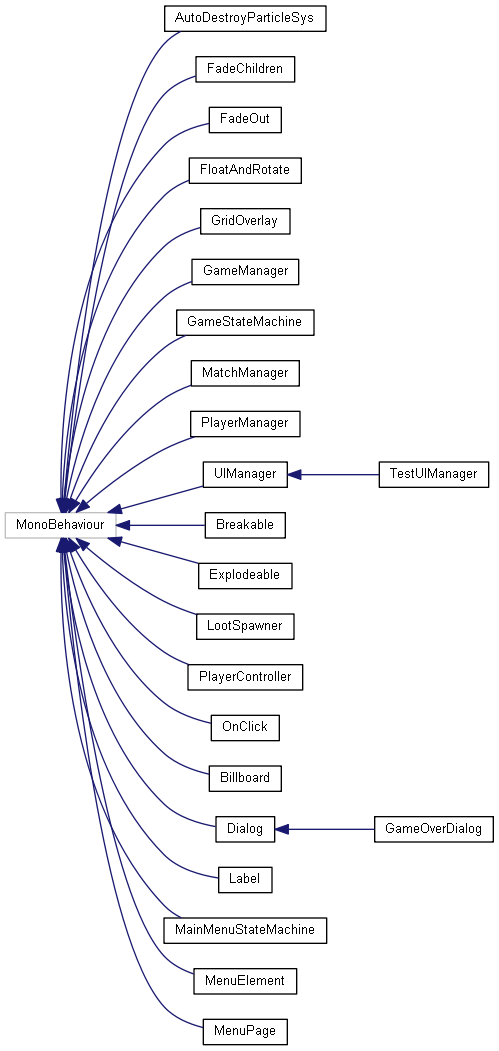 AutoDestroyParticleSys
FadeChildren
FadeOut
FloatAndRotate
GridOverlay
GameManager
GameStateMachine
MatchManager
PlayerManager
UIManager
TestUIManager
MonoBehaviour
Breakable
Explodeable
LootSpawner
PlayerController
OnClick
Billboard
Dialog
GameOverDialog
Label
MainMenuStateMachine
MenuElement
MenuPage